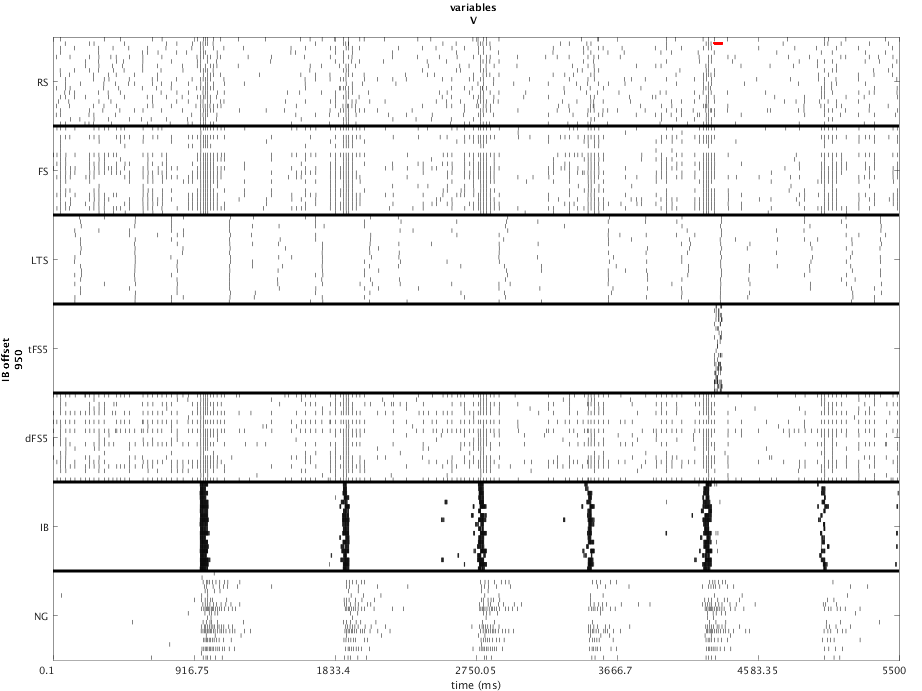 variables
V
RS
FS
LTS
tFS5
dFS5
IB
NG
IB offset
950
0.1 916.75 1833.4 2750.05 3666.7 4583.35 5500
time (ms)